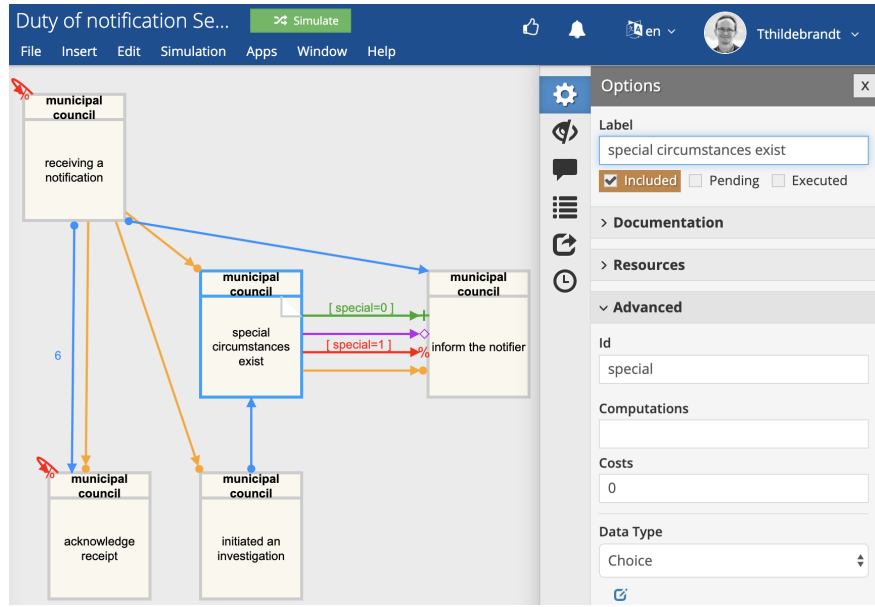 Duty of notification Se...
Simulate
en
Tthildebrandt
File Insert Edit Simulation Apps Window Help
%
municipal
council
receiving a
notification
6
municipal
council
special
circumstances
exist
[ special=0 ]
[ special=1 ]
%
municipal
council
inform the notifier
%
municipal
council
acknowledge
receipt
municipal
council
initiated an
investigation
Options
x
Label
special circumstances exist
Included Pending Executed
Documentation
Resources
Advanced
Id
special
Computations
Costs
0
Data Type
Choice